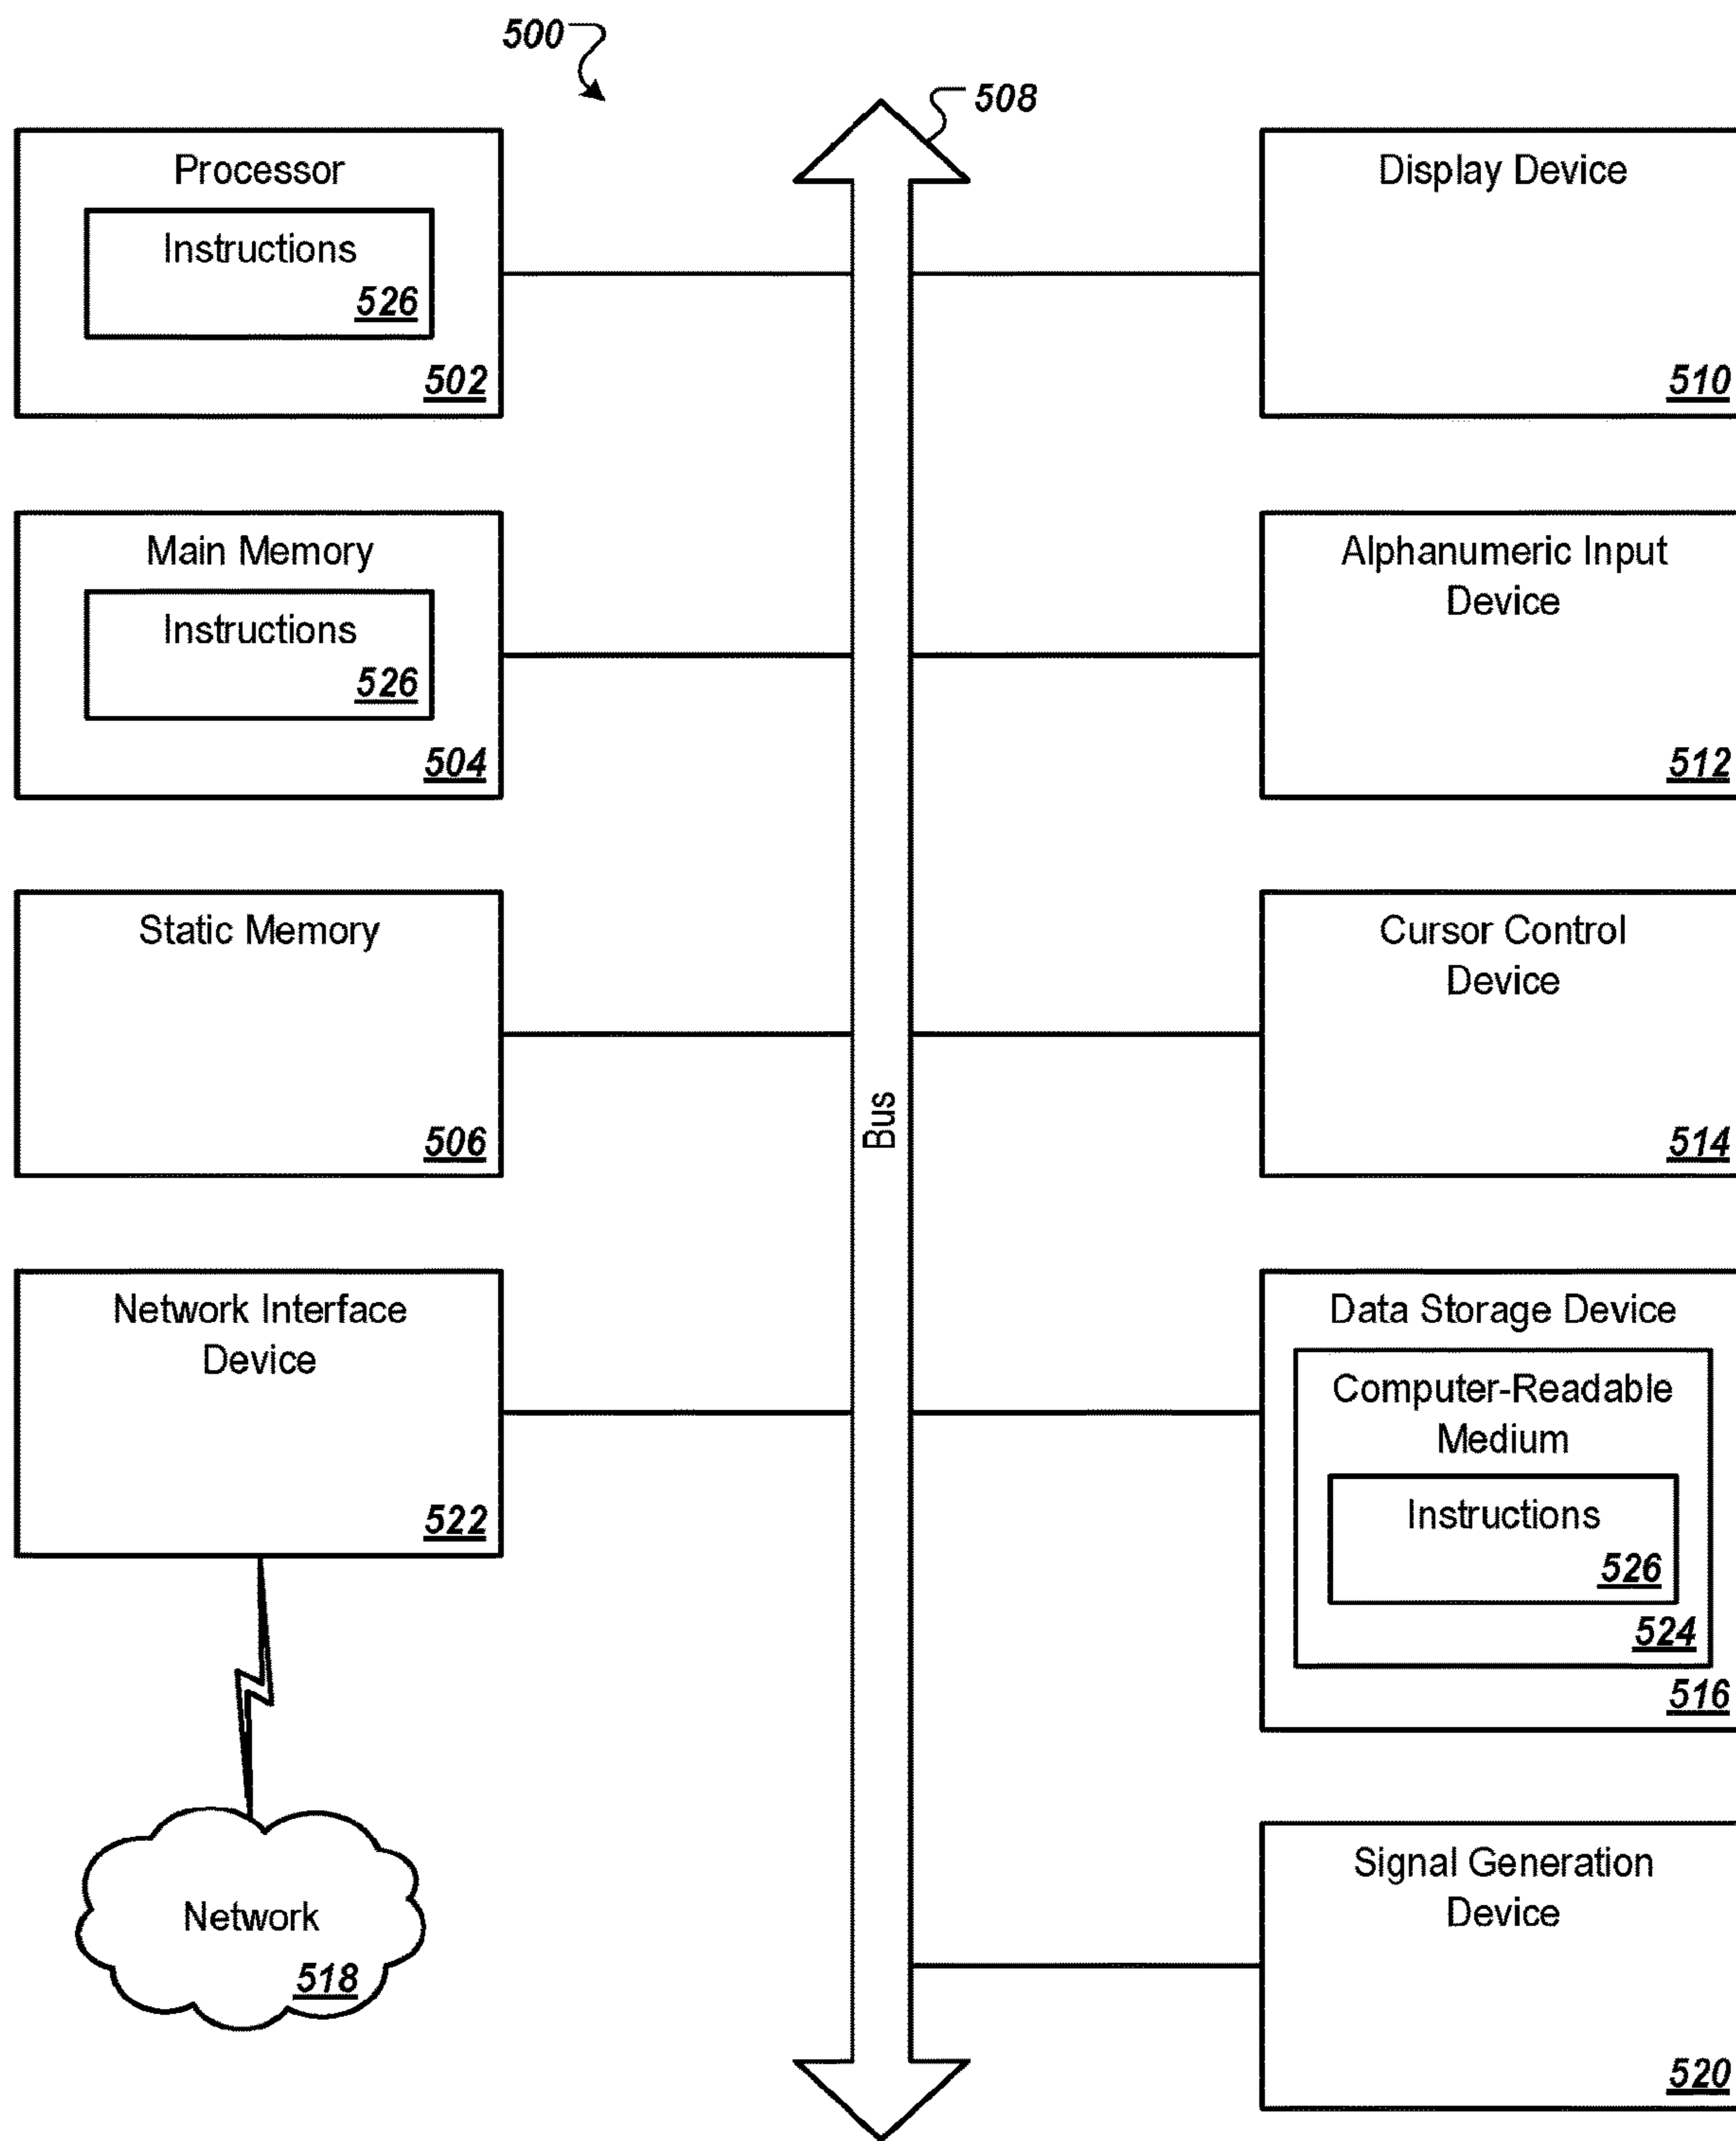 500
508
Processor
Instructions
526
502
Display Device
510
Main Memory
Instructions
526
504
Alphanumeric Input
Device
512
Static Memory
506
Cursor Control
Device
514
Bus
Network Interface
Device
522
Data Storage Device
Computer-Readable
Medium
Instructions
526
524
516
Network
518
Signal Generation
Device
520